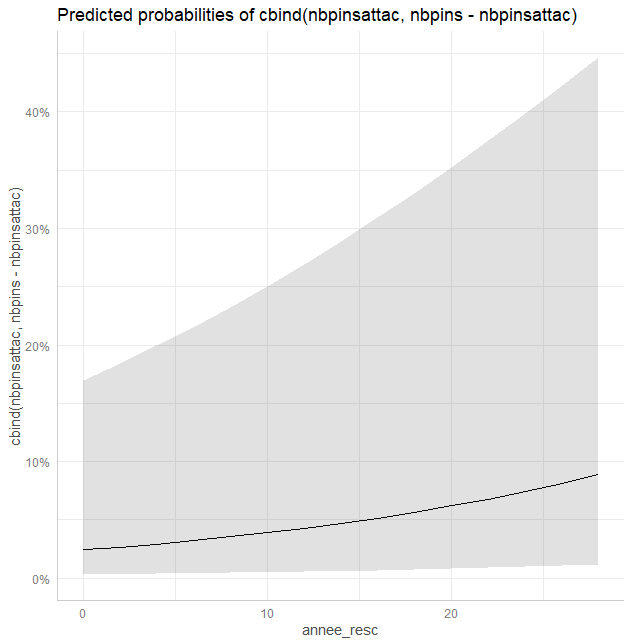 Predicted probabilities of cbind(nbpinsattac, nbpins - nbpinsattac)
cbind(nbpinsattac, nbpins - nbpinsattac)
40%
30%
20%
10%
0%
0 10 20
annee_resc